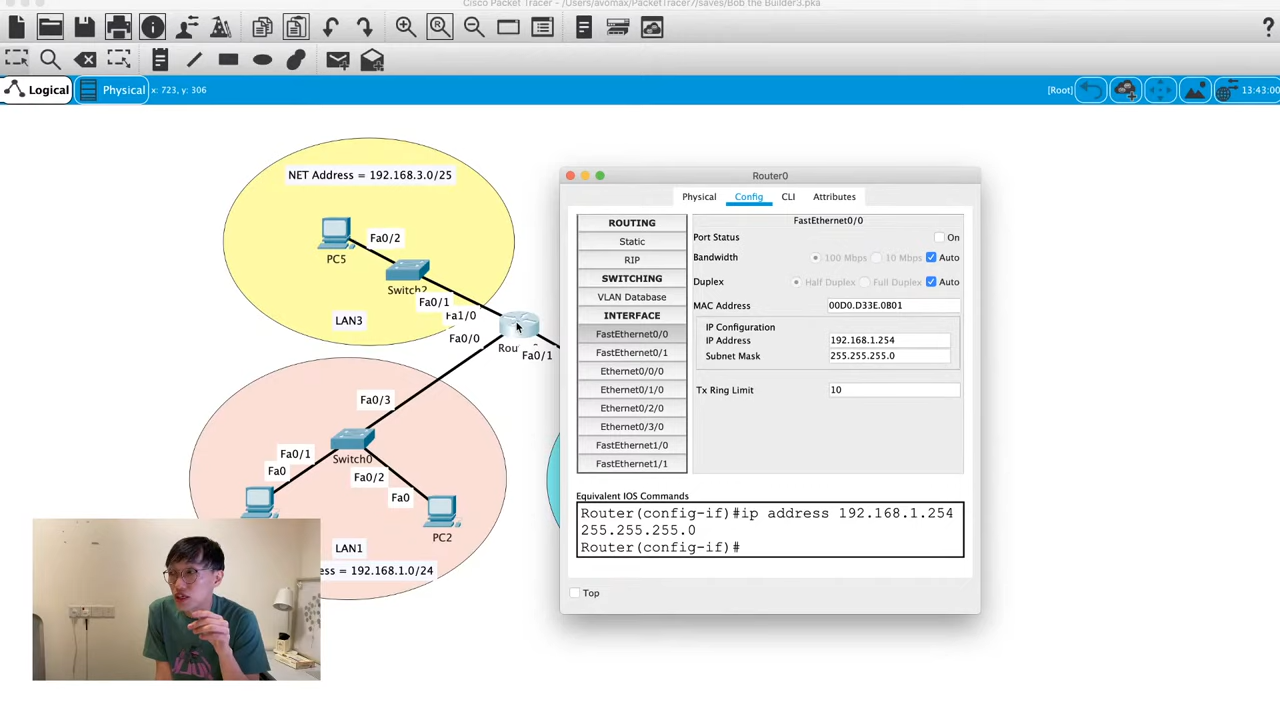 Cisco Packet Tracer - /Users/avomax/PacketTracer7/saves/Bob the Builder3.pka
Logical
Physical
x: 723, y: 306
[Root]
13:43:00
NET Address = 192.168.3.0/25
Fa0/2
PC5
Switch2
Fa0/1
Fa1/0
LAN3
Fa0/0
Fa0/1
Fa0/3
Fa0/1
Switch0
Fa0
Fa0/2
Fa0
PC2
LAN1
= 192.168.1.0/24
Router0
Physical
Config
CLI
Attributes
ROUTING
Static
RIP
SWITCHING
VLAN Database
INTERFACE
FastEthernet0/0
FastEthernet0/1
Ethernet0/0/0
Ethernet0/1/0
Ethernet0/2/0
Ethernet0/3/0
FastEthernet1/0
FastEthernet1/1
FastEthernet0/0
Port Status
On
Bandwidth
100 Mbps
10 Mbps
Auto
Duplex
Half Duplex
Full Duplex
Auto
MAC Address
00D0.D33E.0B01
IP Configuration
IP Address
192.168.1.254
Subnet Mask
255.255.255.0
Tx Ring Limit
10
Equivalent IOS Commands
Router(config-if)#ip address 192.168.1.254
255.255.255.0
Router(config-if)#
Top